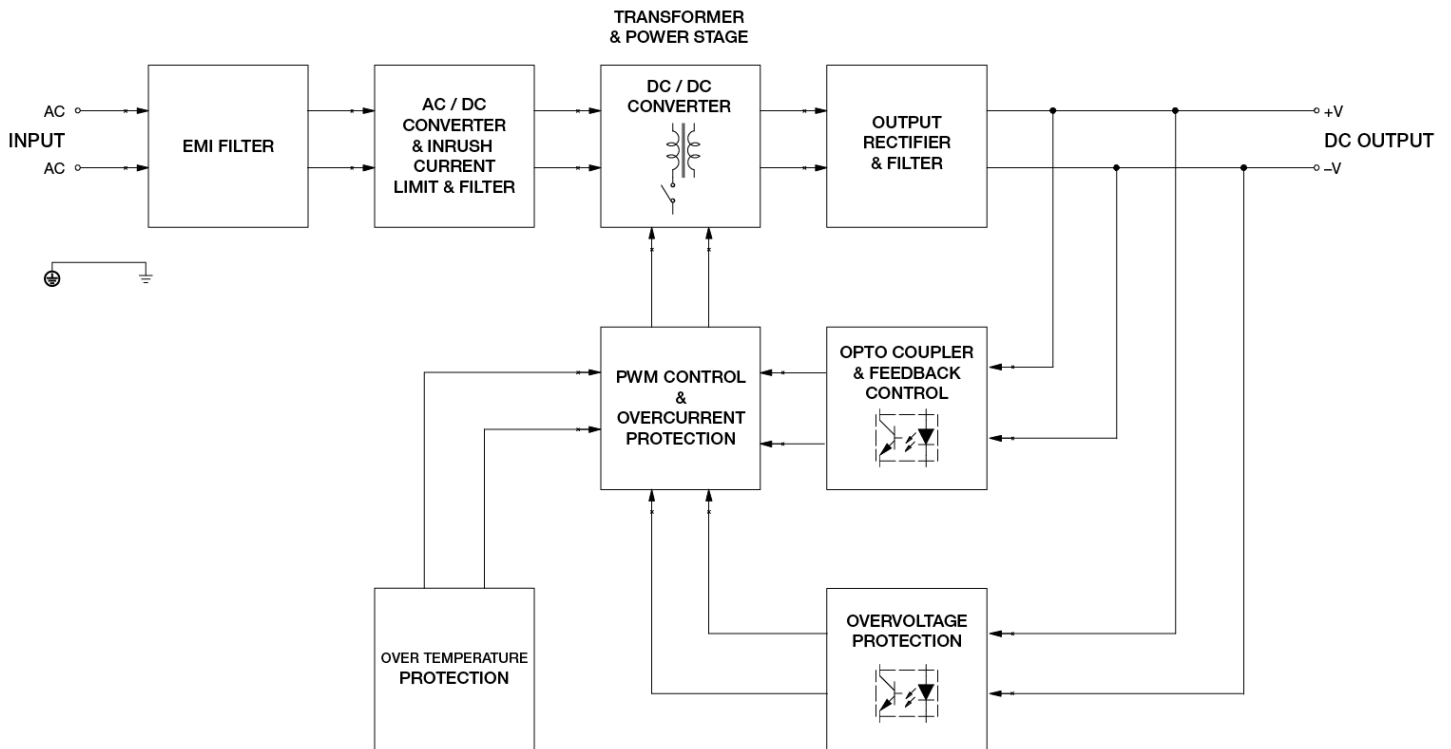 TRANSFORMER
& POWER STAGE
AC
INPUT
AC
EMI FILTER
AC / DC
CONVERTER
& INRUSH
CURRENT
LIMIT & FILTER
DC / DC
CONVERTER
OUTPUT
RECTIFIER
& FILTER
+V
DC OUTPUT
–V
PWM CONTROL
&
OVERCURRENT
PROTECTION
OPTO COUPLER
& FEEDBACK
CONTROL
OVER TEMPERATURE
PROTECTION
OVERVOLTAGE
PROTECTION